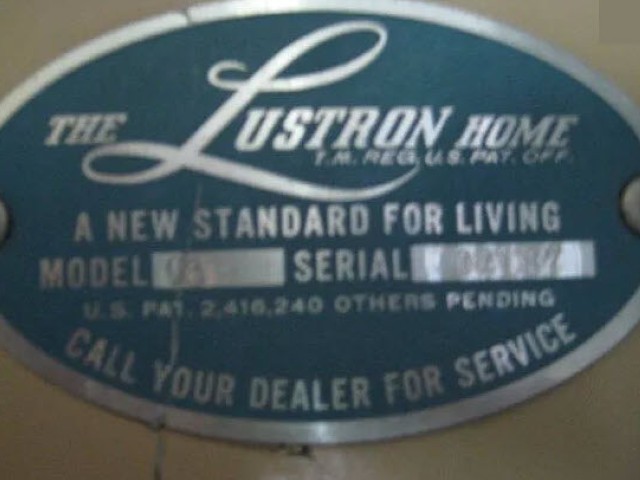 THE LUSTRON HOME
T.M. REG. U.S. PAT. OFF.
A NEW STANDARD FOR LIVING
MODEL SERIAL
U.S. PAT. 2,416,240 OTHERS PENDING
CALL YOUR DEALER FOR SERVICE